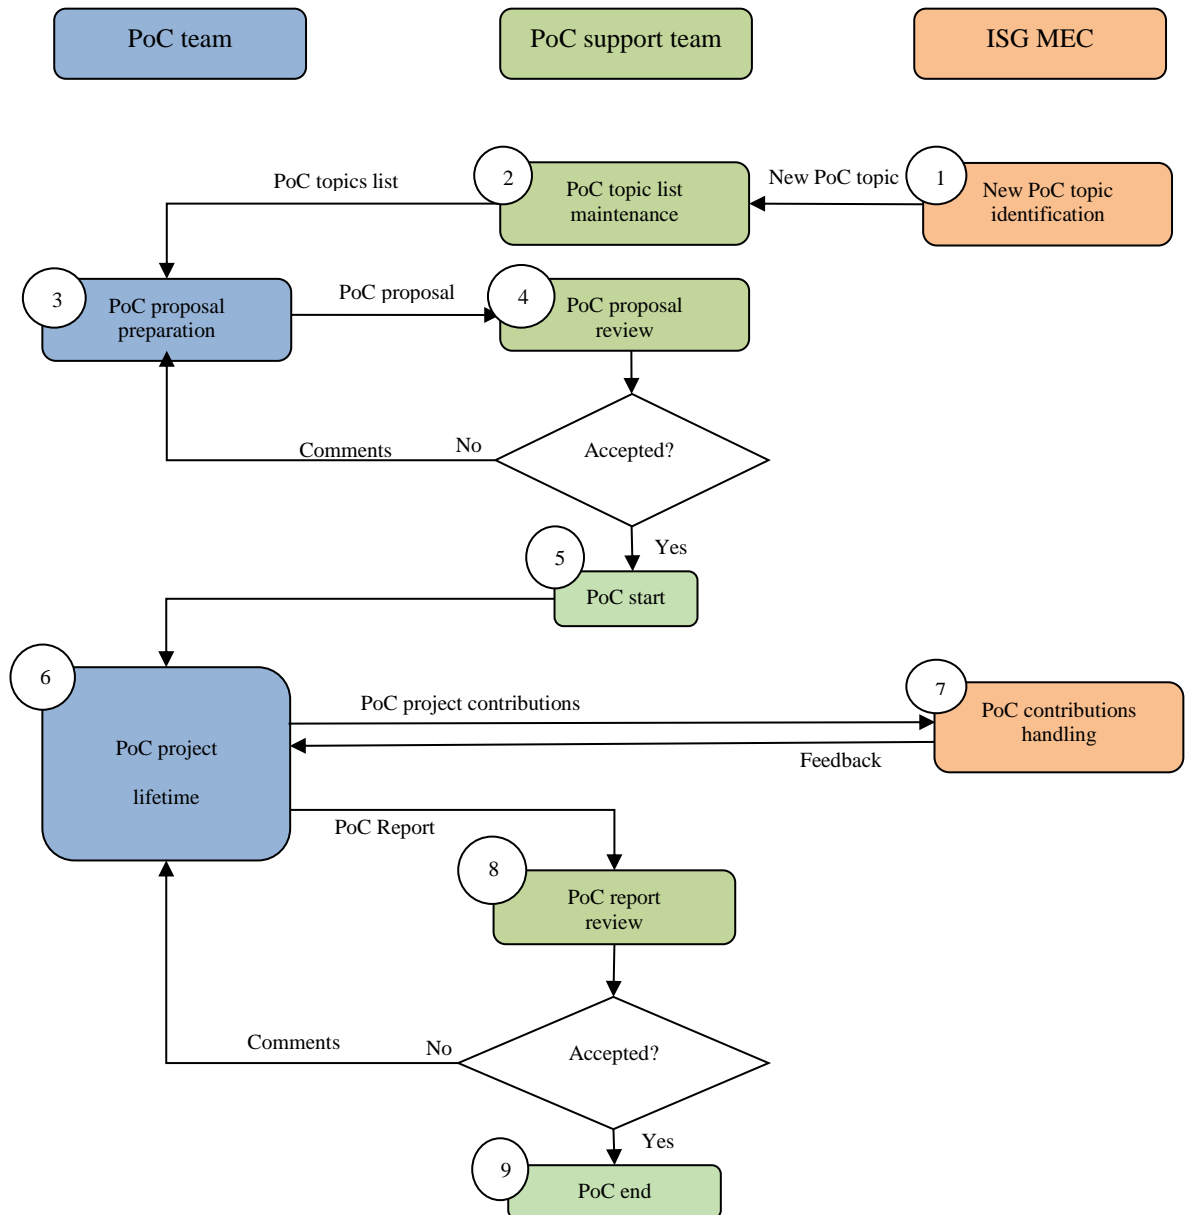 PoC team
PoC support team
ISG MEC
1
New PoC topic
identification
New PoC topic
2
PoC topic list
maintenance
PoC topics list
3
PoC proposal
preparation
PoC proposal
4
PoC proposal
review
Accepted?
No
Comments
Yes
5
PoC start
6
PoC project
lifetime
PoC project contributions
7
PoC contributions
handling
Feedback
PoC Report
8
PoC report
review
Accepted?
No
Comments
Yes
9
PoC end